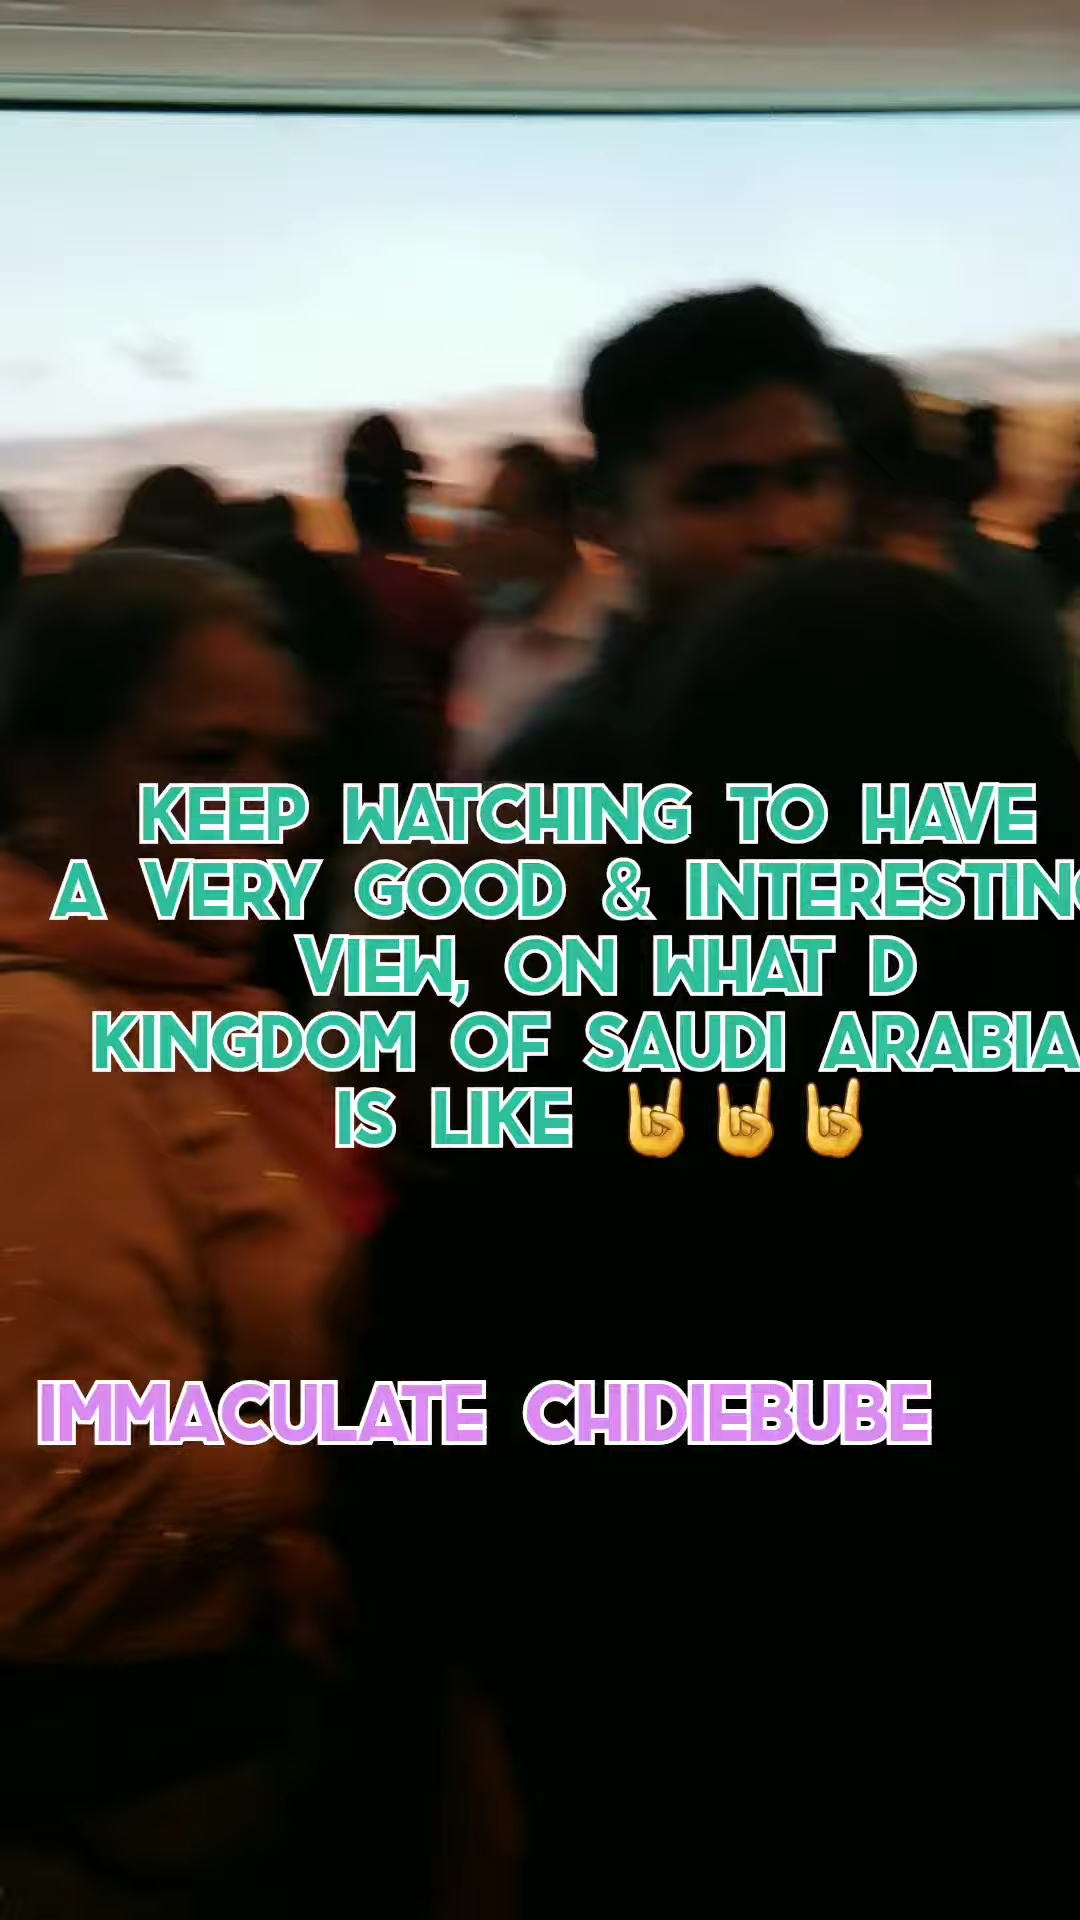 KEEP WATCHING TO HAVE
A VERY GOOD & INTERESTING
VIEW, ON WHAT D
KINGDOM OF SAUDI ARABIA
IS LIKE 🤘🤘🤘
IMMACULATE CHIDIEBUBE